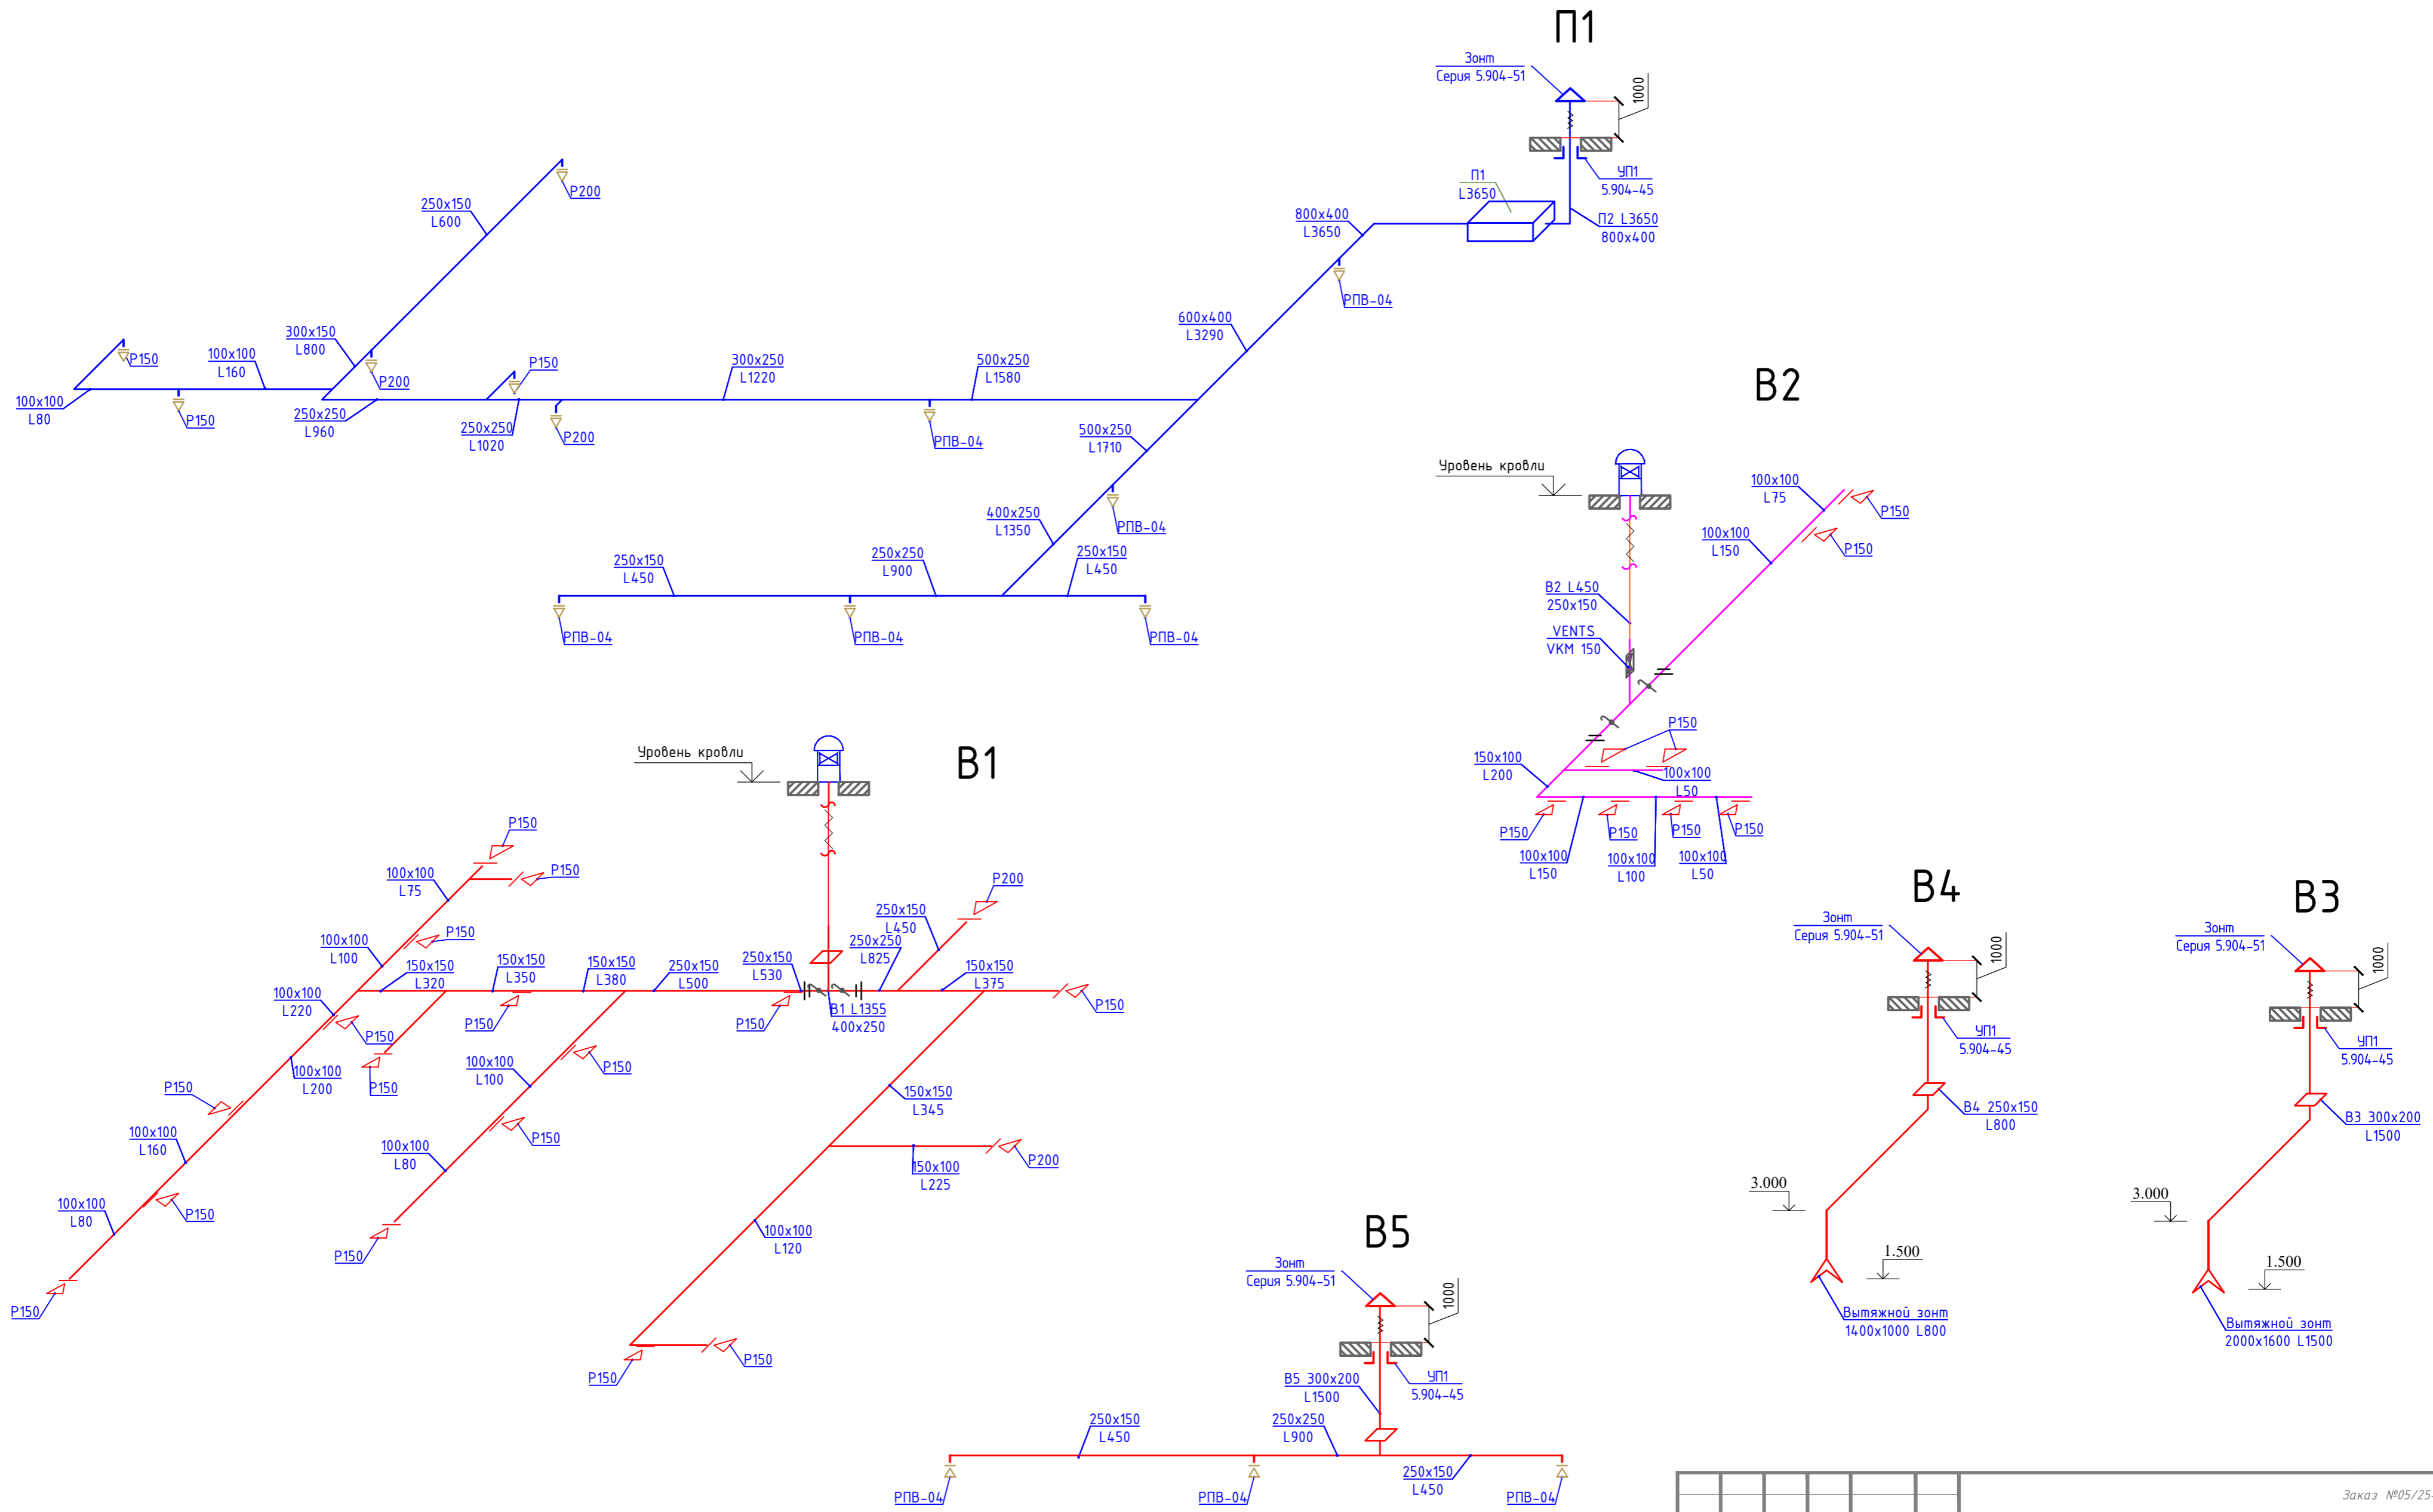 П1
Зонт
Серия 5.904-51
1000
УП1
5.904-45
П1
L3650
П2 L3650
800х400
800х400
L3650
РПВ-04
600х400
L3290
250х150
L600
Р200
300х150
L800
Р200
Р150
100х100
L160
100х100
L80
Р150
250х250
L960
Р150
250х250
L1020
Р200
300х250
L1220
500х250
L1580
РПВ-04
500х250
L1710
РПВ-04
400х250
L1350
250х150
L450
250х250
L900
250х150
L450
РПВ-04
РПВ-04
РПВ-04
В2
Уровень кровли
100х100
L75
Р150
100х100
L150
Р150
В2 L450
250х150
VENTS
VKM 150
Р150
150х100
L200
100х100
L50
Р150
Р150
Р150
Р150
100х100
L150
100х100
L100
100х100
L50
В1
Уровень кровли
Р150
Р150
100х100
L75
Р150
100х100
L100
150х150
L320
150х150
L350
150х150
L380
250х150
L500
250х150
L530
250х250
L825
250х150
L450
Р200
150х150
L375
Р150
100х100
L220
Р150
Р150
Р150
В1 L1355
400х250
100х100
L200
Р150
Р150
100х100
L100
Р150
100х100
L160
Р150
100х100
L80
Р150
100х100
L80
Р150
Р150
150х150
L345
150х100
L225
Р200
100х100
L120
Р150
Р150
В4
Зонт
Серия 5.904-51
1000
УП1
5.904-45
В4 250х150
L800
3.000
1.500
Вытяжной зонт
1400х1000 L800
В3
Зонт
Серия 5.904-51
1000
УП1
5.904-45
В3 300х200
L1500
3.000
1.500
Вытяжной зонт
2000х1600 L1500
В5
Зонт
Серия 5.904-51
1000
УП1
5.904-45
В5 300х200
L1500
250х150
L450
250х250
L900
250х150
L450
РПВ-04
РПВ-04
РПВ-04
Заказ №05/25